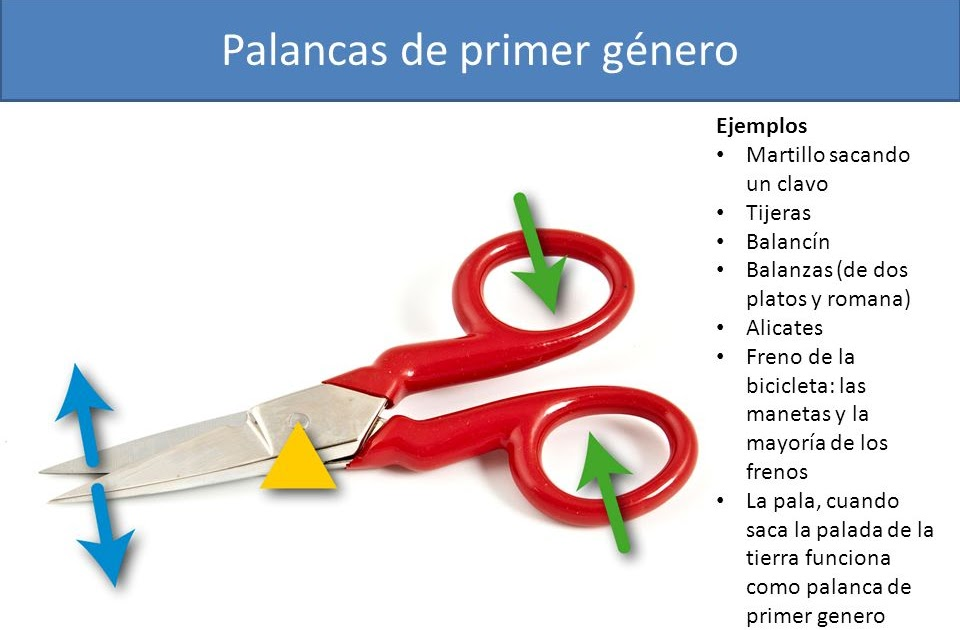 Palancas de primer género
Ejemplos
• Martillo sacando
un clavo
• Tijeras
• Balancín
• Balanzas (de dos
platos y romana)
• Alicates
• Freno de la
bicicleta: las
manetas y la
mayoría de los
frenos
• La pala, cuando
saca la palada de la
tierra funciona
como palanca de
primer genero